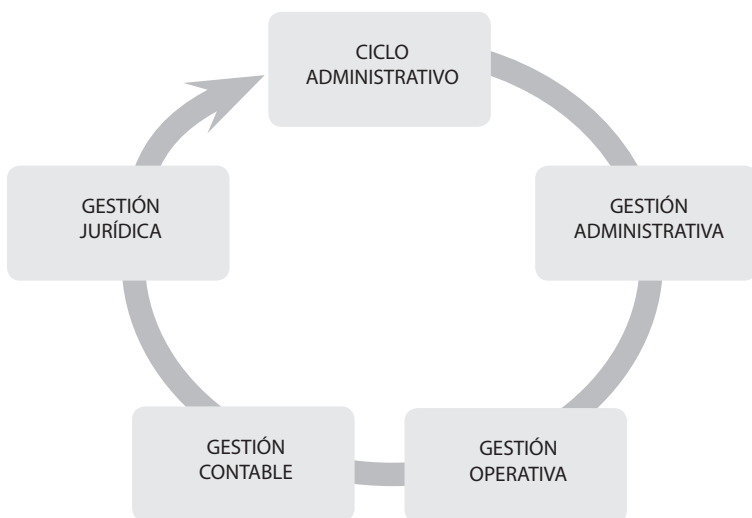 CICLO
ADMINISTRATIVO
GESTIÓN
ADMINISTRATIVA
GESTIÓN
OPERATIVA
GESTIÓN
CONTABLE
GESTIÓN
JURÍDICA